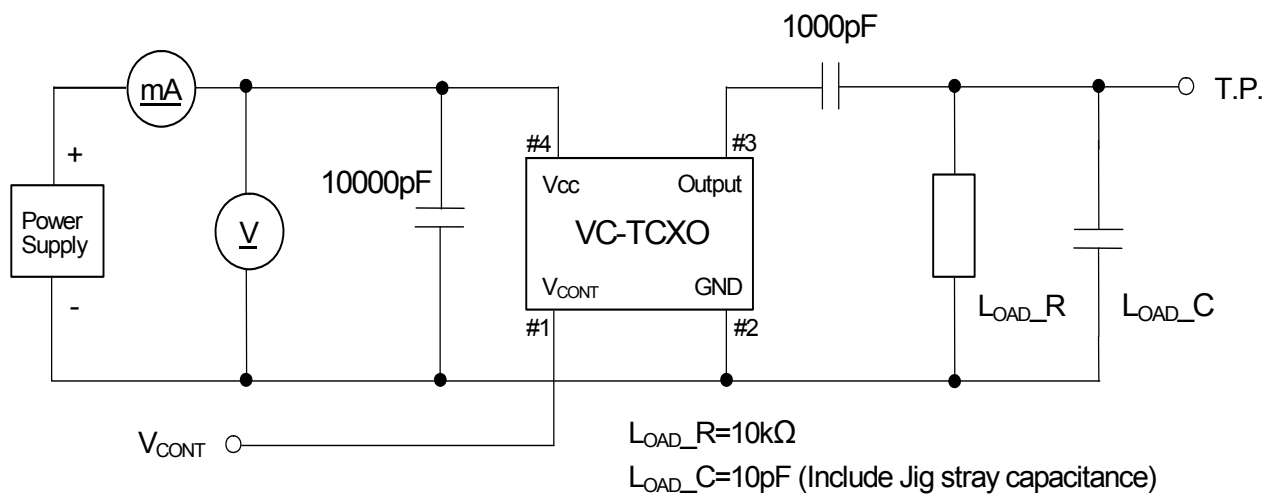 1000pF
mA
T.P.
#4
#3
+
10000pF
Vcc
Output
Power
Supply
V
VC-TCXO
VCONT
GND
-
#1
#2
LOAD_R
LOAD_C
VCONT
LOAD_R=10kΩ
LOAD_C=10pF (Include Jig stray capacitance)